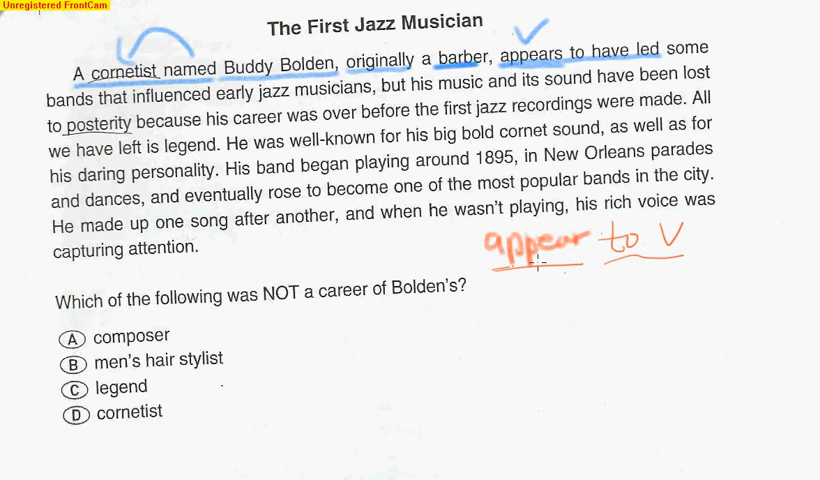 Unregistered FrontCam
The First Jazz Musician
A cornetist named Buddy Bolden, originally a barber, appears to have led some
bands that influenced early jazz musicians, but his music and its sound have been lost
to posterity because his career was over before the first jazz recordings were made. All
we have left is legend. He was well-known for his big bold cornet sound, as well as for
his daring personality. His band began playing around 1895, in New Orleans parades
and dances, and eventually rose to become one of the most popular bands in the city.
He made up one song after another, and when he wasn't playing, his rich voice was
capturing attention.
appear to V
Which of the following was NOT a career of Bolden's?
A composer
B men's hair stylist
C legend
D cornetist